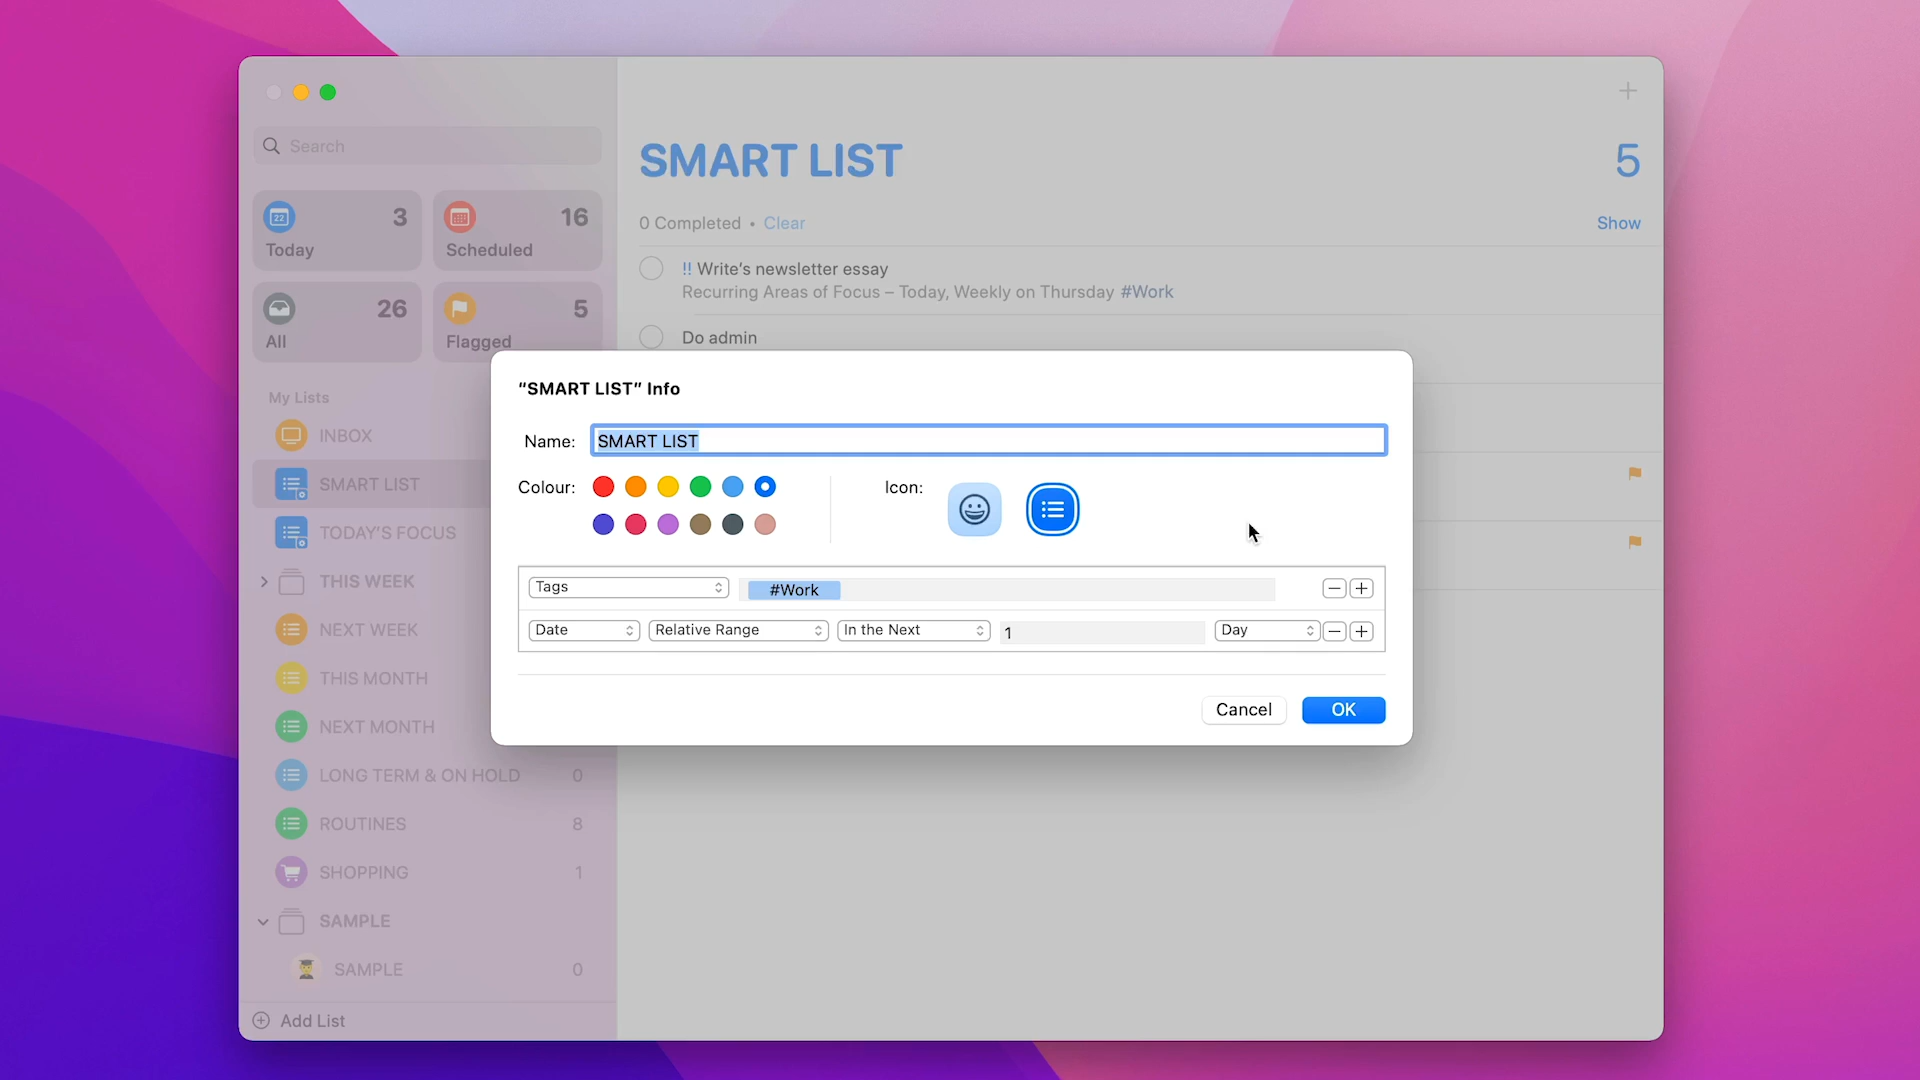 Search
22
3
Today
16
Scheduled
26
All
5
Flagged
My Lists
INBOX
SMART LIST
TODAY'S FOCUS
THIS WEEK
NEXT WEEK
THIS MONTH
NEXT MONTH
LONG TERM & ON HOLD 0
ROUTINES 8
SHOPPING 1
SAMPLE
SAMPLE 0
Add List
SMART LIST 5
0 Completed • Clear Show
!! Write's newsletter essay
Recurring Areas of Focus – Today, Weekly on Thursday #Work
Do admin
“SMART LIST” Info
Name: SMART LIST
Colour: Icon:
Tags #Work
Date Relative Range In the Next 1 Day
Cancel OK